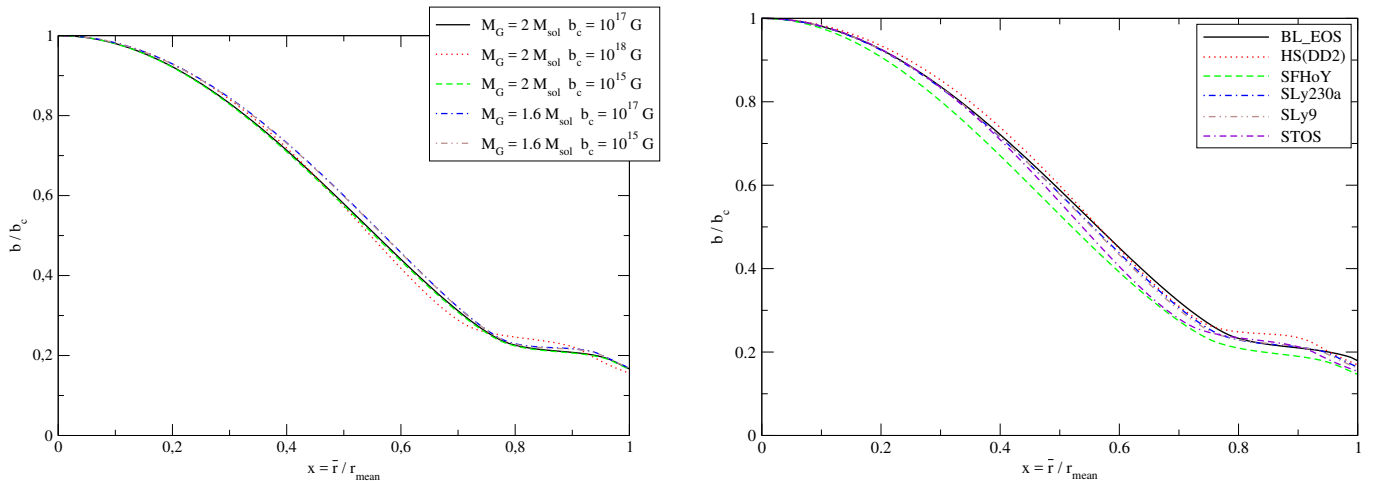 M_G = 2 M_sol b_c = 10^17 G
M_G = 2 M_sol b_c = 10^18 G
M_G = 2 M_sol b_c = 10^15 G
M_G = 1.6 M_sol b_c = 10^17 G
M_G = 1.6 M_sol b_c = 10^15 G
1
0,8
0,6
0,4
0,2
0
b / b_c
0 0,2 0,4 0,6 0,8 1
x = r̄ / r_mean
BL_EOS
HS(DD2)
SFHoY
SLy230a
SLy9
STOS
1
0.8
0.6
0.4
0.2
0
b / b_c
0 0.2 0.4 0.6 0.8 1
x = r̄ / r_mean